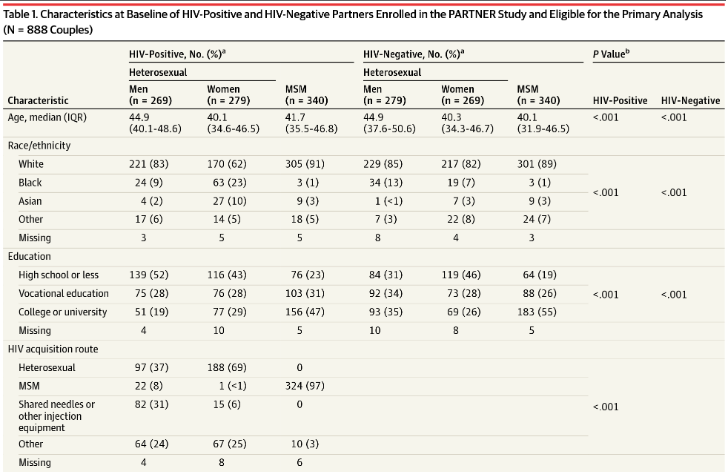 Table 1. Characteristics at Baseline of HIV-Positive and HIV-Negative Partners Enrolled in the PARTNER Study and Eligible for the Primary Analysis
(N = 888 Couples)
HIV-Positive, No. (%)a HIV-Negative, No. (%)a P Valueb
Heterosexual Heterosexual
Men Women MSM Men Women MSM
Characteristic (n = 269) (n = 279) (n = 340) (n = 279) (n = 269) (n = 340) HIV-Positive HIV-Negative
Age, median (IQR) 44.9 40.1 41.7 44.9 40.3 40.1 <.001 <.001
(40.1-48.6) (34.6-46.5) (35.5-46.8) (37.6-50.6) (34.3-46.7) (31.9-46.5)
Race/ethnicity
White 221 (83) 170 (62) 305 (91) 229 (85) 217 (82) 301 (89)
Black 24 (9) 63 (23) 3 (1) 34 (13) 19 (7) 3 (1)
<.001 <.001
Asian 4 (2) 27 (10) 9 (3) 1 (<1) 7 (3) 9 (3)
Other 17 (6) 14 (5) 18 (5) 7 (3) 22 (8) 24 (7)
Missing 3 5 5 8 4 3
Education
High school or less 139 (52) 116 (43) 76 (23) 84 (31) 119 (46) 64 (19)
Vocational education 75 (28) 76 (28) 103 (31) 92 (34) 73 (28) 88 (26) <.001 <.001
College or university 51 (19) 77 (29) 156 (47) 93 (35) 69 (26) 183 (55)
Missing 4 10 5 10 8 5
HIV acquisition route
Heterosexual 97 (37) 188 (69) 0
MSM 22 (8) 1 (<1) 324 (97)
Shared needles or 82 (31) 15 (6) 0
other injection <.001
equipment
Other 64 (24) 67 (25) 10 (3)
Missing 4 8 6